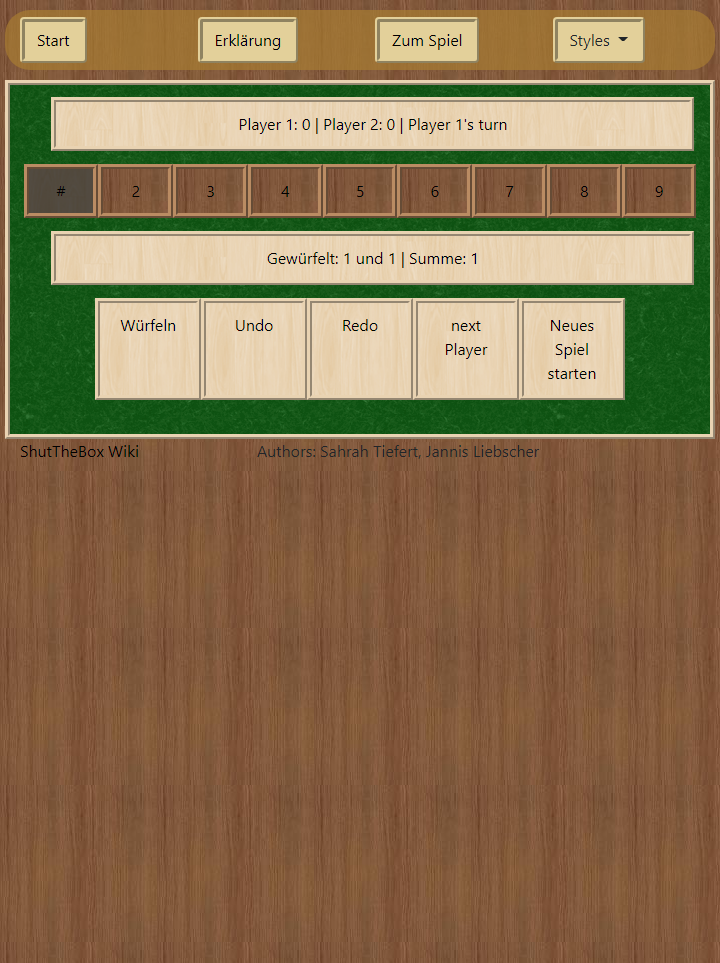 Start Erklärung Zum Spiel Styles
Player 1: 0 | Player 2: 0 | Player 1's turn
# 2 3 4 5 6 7 8 9
Gewürfelt: 1 und 1 | Summe: 1
Würfeln Undo Redo next Player Neues Spiel starten
ShutTheBox Wiki Authors: Sahrah Tiefert, Jannis Liebscher